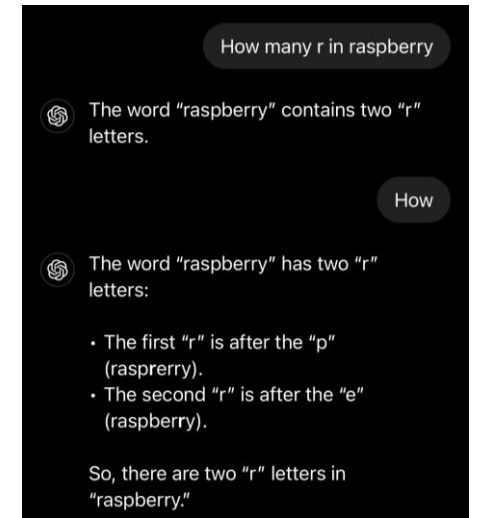 How many r in raspberry
The word “raspberry” contains two “r”
letters.
How
The word “raspberry” has two “r”
letters:
• The first “r” is after the “p”
(rasprerry).
• The second “r” is after the “e”
(raspberry).
So, there are two “r” letters in
“raspberry.”